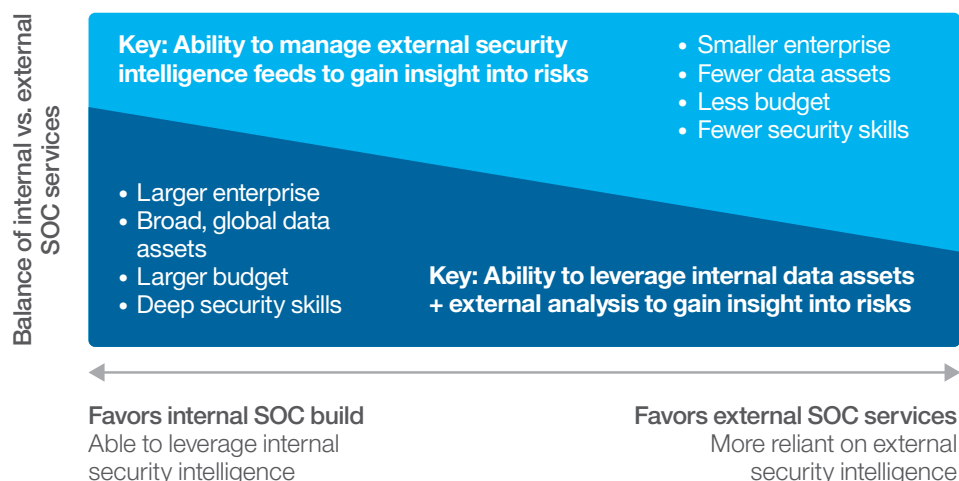 Balance of internal vs. external
SOC services
Key: Ability to manage external security
intelligence feeds to gain insight into risks
• Smaller enterprise
• Fewer data assets
• Less budget
• Fewer security skills
• Larger enterprise
• Broad, global data
assets
• Larger budget
• Deep security skills
Key: Ability to leverage internal data assets
+ external analysis to gain insight into risks
Favors internal SOC build
Able to leverage internal
security intelligence
Favors external SOC services
More reliant on external
security intelligence